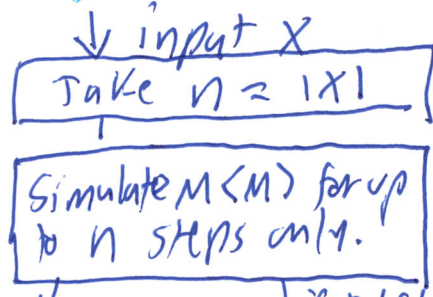 input X
Take n = |X|
Simulate M<M> for up
to n steps only.